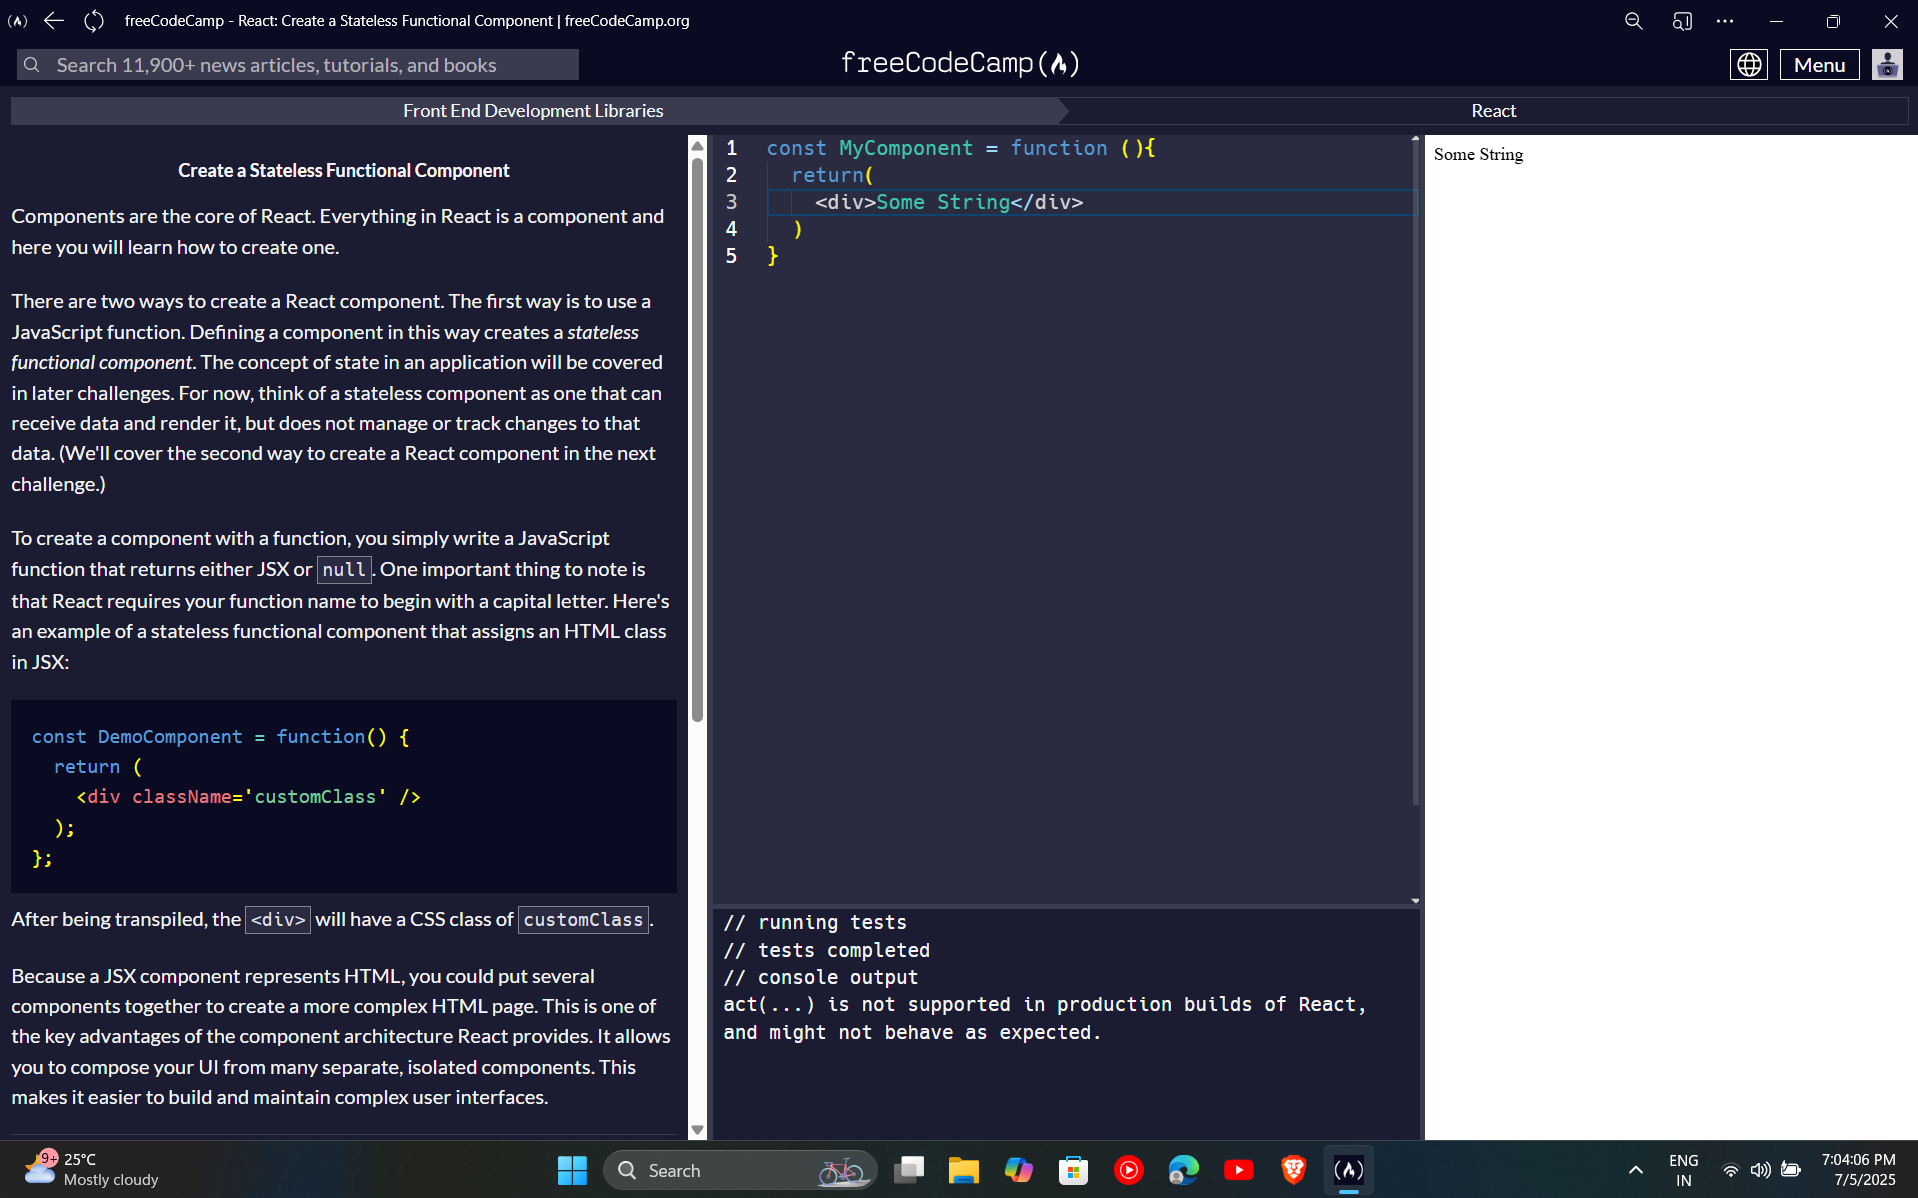 freeCodeCamp - React: Create a Stateless Functional Component | freeCodeCamp.org
Search 11,900+ news articles, tutorials, and books
freeCodeCamp
Menu
Front End Development Libraries
React
Create a Stateless Functional Component
Components are the core of React. Everything in React is a component and
here you will learn how to create one.
There are two ways to create a React component. The first way is to use a
JavaScript function. Defining a component in this way creates a stateless
functional component. The concept of state in an application will be covered
in later challenges. For now, think of a stateless component as one that can
receive data and render it, but does not manage or track changes to that
data. (We'll cover the second way to create a React component in the next
challenge.)
To create a component with a function, you simply write a JavaScript
function that returns either JSX or null. One important thing to note is
that React requires your function name to begin with a capital letter. Here's
an example of a stateless functional component that assigns an HTML class
in JSX:
const DemoComponent = function() {
return (
<div className='customClass' />
);
};
After being transpiled, the <div> will have a CSS class of customClass.
Because a JSX component represents HTML, you could put several
components together to create a more complex HTML page. This is one of
the key advantages of the component architecture React provides. It allows
you to compose your UI from many separate, isolated components. This
makes it easier to build and maintain complex user interfaces.
1 const MyComponent = function (){
2 return(
3 <div>Some String</div>
4 )
5 }
// running tests
// tests completed
// console output
act(...) is not supported in production builds of React,
and might not behave as expected.
Some String
9+
25°C
Mostly cloudy
Search
ENG
IN
7:04:06 PM
7/5/2025